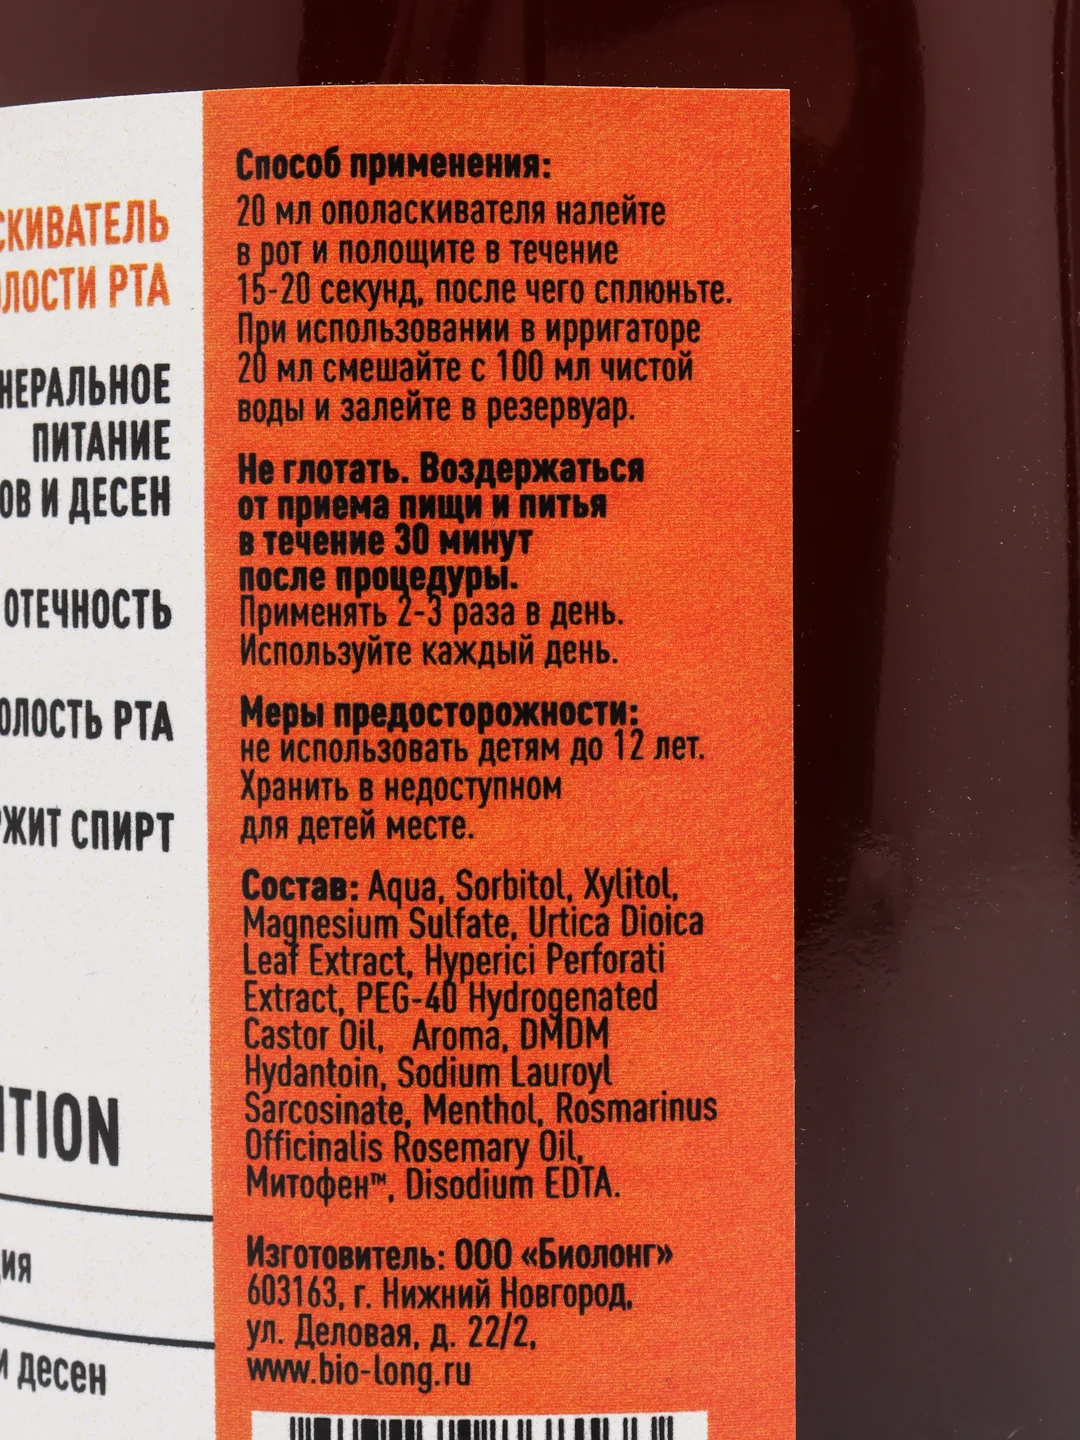 СКИВАТЕЛЬ
ОЛОСТИ РТА
НЕРАЛЬНОЕ
ПИТАНИЕ
ОВ И ДЕСЕН
ОТЕЧНОСТЬ
ОЛОСТЬ РТА
РЖИТ СПИРТ
ITION
ция
и десен
Способ применения:
20 мл ополаскивателя налейте
в рот и полощите в течение
15-20 секунд, после чего сплюньте.
При использовании в ирригаторе
20 мл смешайте с 100 мл чистой
воды и залейте в резервуар.
Не глотать. Воздержаться
от приема пищи и питья
в течение 30 минут
после процедуры.
Применять 2-3 раза в день.
Используйте каждый день.
Меры предосторожности:
не использовать детям до 12 лет.
Хранить в недоступном
для детей месте.
Состав: Aqua, Sorbitol, Xylitol,
Magnesium Sulfate, Urtica Dioica
Leaf Extract, Hyperici Perforati
Extract, PEG-40 Hydrogenated
Castor Oil, Aroma, DMDM
Hydantoin, Sodium Lauroyl
Sarcosinate, Menthol, Rosmarinus
Officinalis Rosemary Oil,
Митофен™, Disodium EDTA.
Изготовитель: ООО «Биолонг»
603163, г. Нижний Новгород,
ул. Деловая, д. 22/2,
www.bio-long.ru